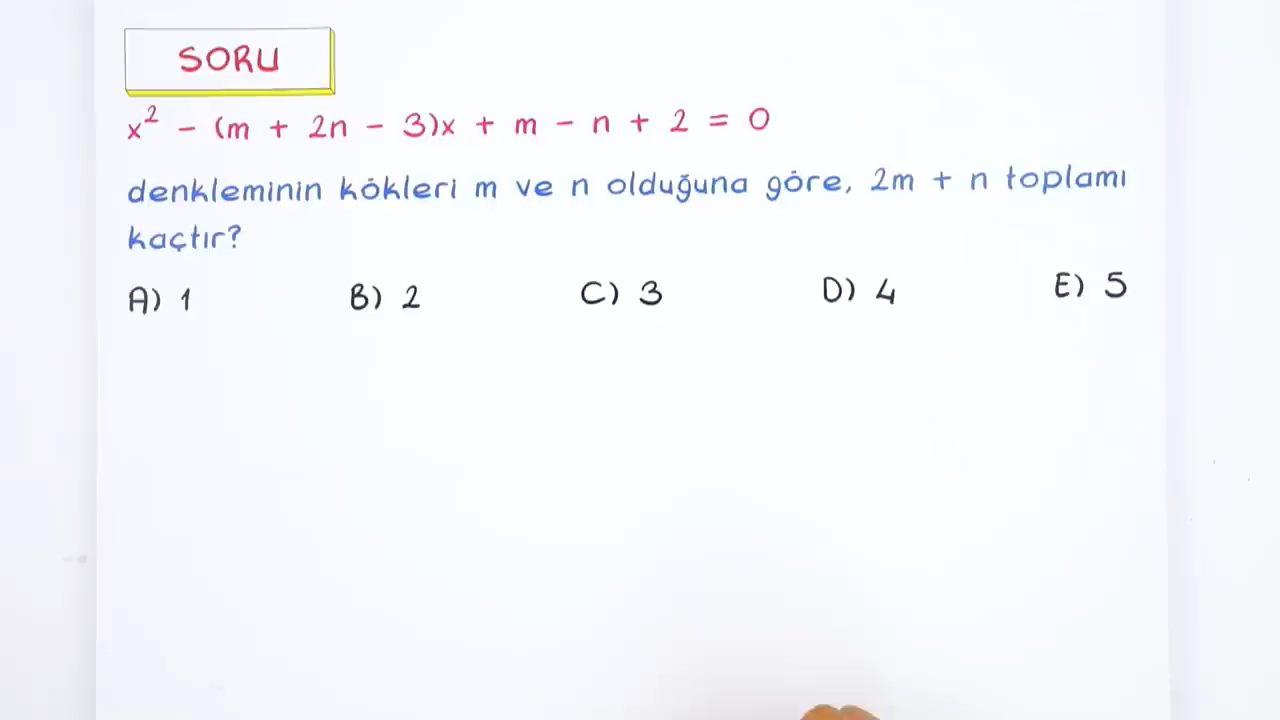 SORU
x² - (m + 2n - 3)x + m - n + 2 = 0
denkleminin kökleri m ve n olduğuna göre, 2m + n toplamı
kaçtır?
A) 1 B) 2 C) 3 D) 4 E) 5